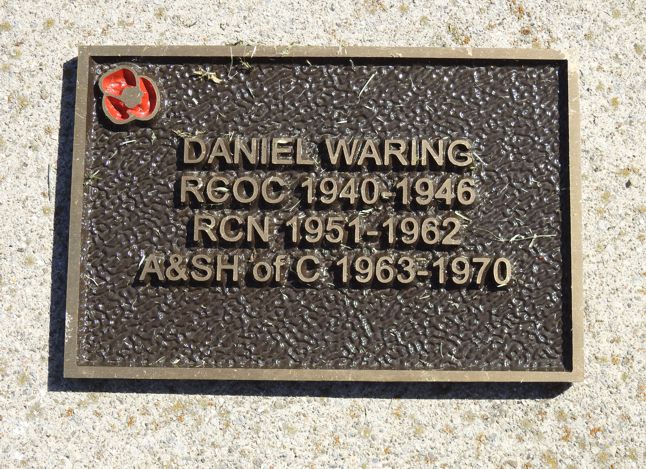 DANIEL WARING
RCOC 1940-1946
RCN 1951-1962
A&SH of C 1963-1970